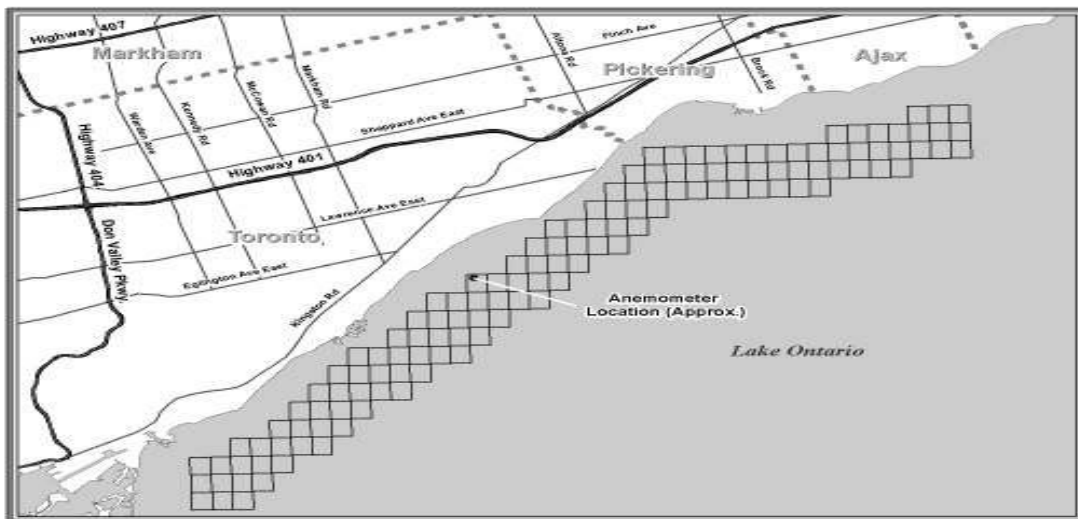 Highway 407
Markham
Finch Ave
Altona Rd
Pickering
Brock Rd
Ajax
Markham Rd
McCowan Rd
Kennedy Rd
Warden Ave
Sheppard Ave East
Highway 404
Highway 401
Lawrence Ave East
Toronto
Don Valley Pkwy.
Eglington Ave East
Kingston Rd
Anemometer
Location (Approx.)
Lake Ontario